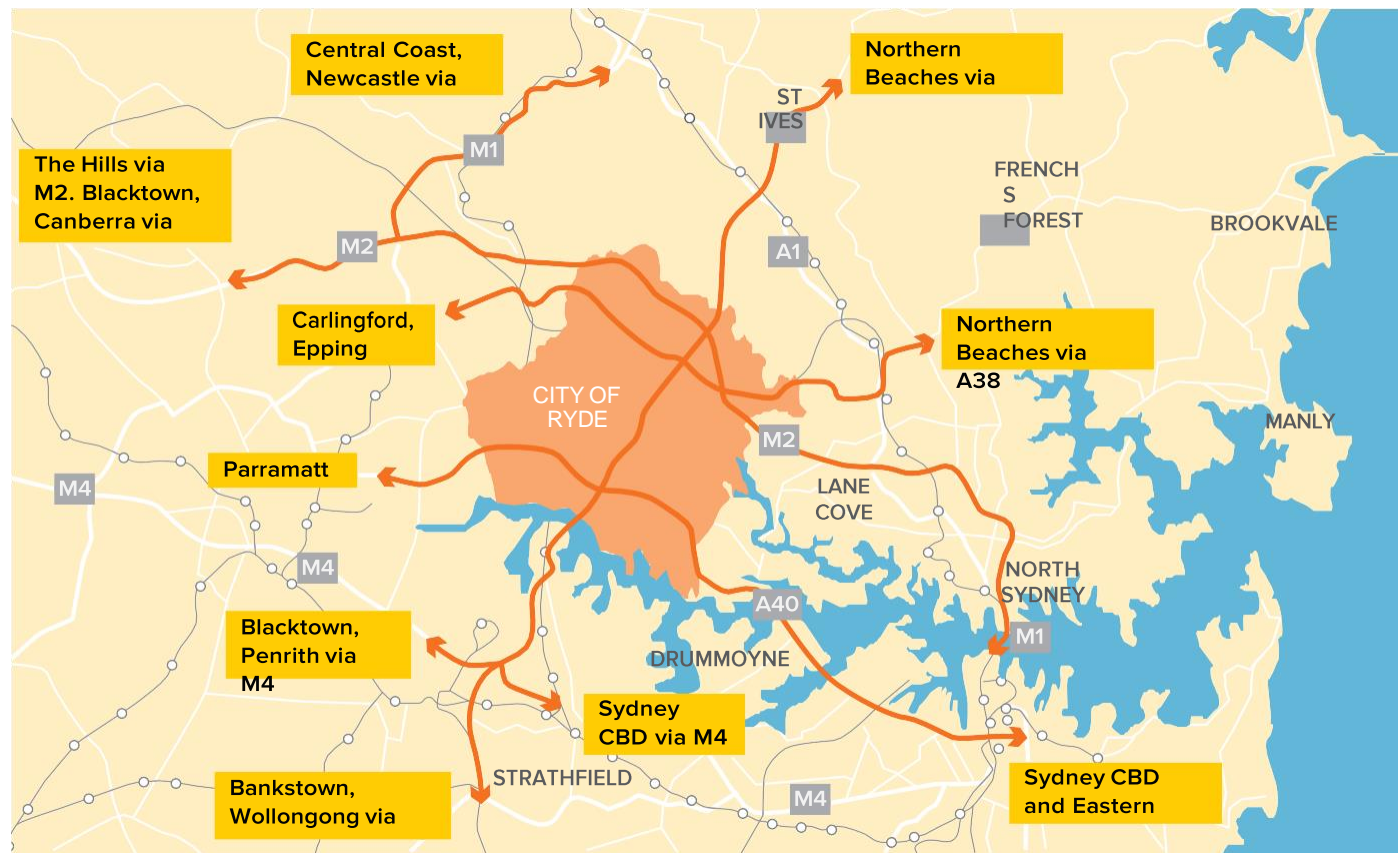 Central Coast,
Newcastle via
Northern
Beaches via
ST
IVES
M1
The Hills via
M2. Blacktown,
Canberra via
FRENCH
S
FOREST
BROOKVALE
M2
A1
Carlingford,
Epping
Northern
Beaches via
A38
CITY OF
RYDE
MANLY
M2
Parramatt
M4
LANE
COVE
M4
NORTH
SYDNEY
A40
Blacktown,
Penrith via
M4
M1
DRUMMOYNE
Sydney
CBD via M4
STRATHFIELD
Sydney CBD
and Eastern
Bankstown,
Wollongong via
M4